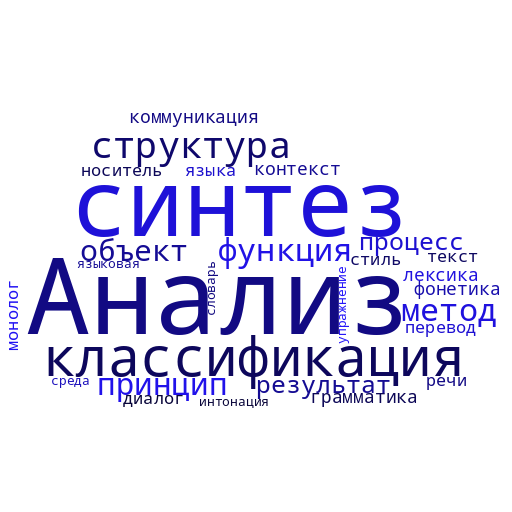 коммуникация
структура
носитель языка контекст
синтез
объект функция процесс
языковая стиль текст
Анализ
словарь
упражнение
лексика
фонетика
монолог
метод
перевод
классификация
среда принцип результат речи
диалог интонация грамматика